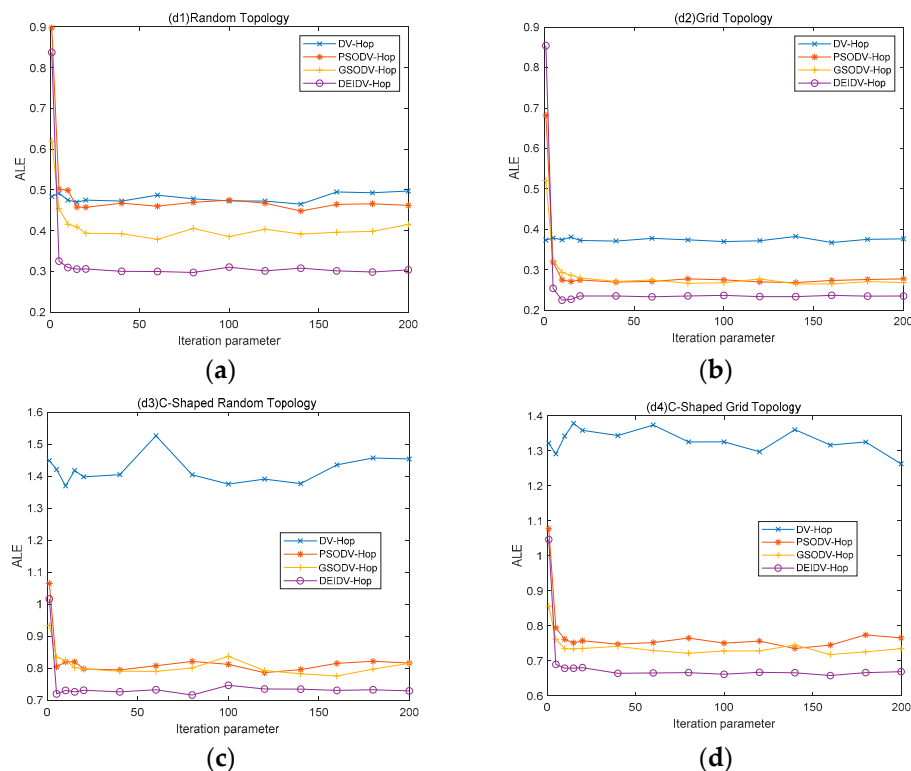 (d1)Random Topology
0.9
0.8
0.7
0.6
0.5
0.4
0.3
0.2
ALE
DV-Hop
PSODV-Hop
GSODV-Hop
DEIDV-Hop
0 50 100 150 200
Iteration parameter
(a)
(d2)Grid Topology
0.9
0.8
0.7
0.6
0.5
0.4
0.3
0.2
ALE
DV-Hop
PSODV-Hop
GSODV-Hop
DEIDV-Hop
0 50 100 150 200
Iteration parameter
(b)
(d3)C-Shaped Random Topology
1.6
1.5
1.4
1.3
1.2
1.1
1
0.9
0.8
0.7
ALE
DV-Hop
PSODV-Hop
GSODV-Hop
DEIDV-Hop
0 50 100 150 200
Iteration parameter
(c)
(d4)C-Shaped Grid Topology
1.4
1.3
1.2
1.1
1
0.9
0.8
0.7
0.6
ALE
DV-Hop
PSODV-Hop
GSODV-Hop
DEIDV-Hop
0 50 100 150 200
Iteration parameter
(d)